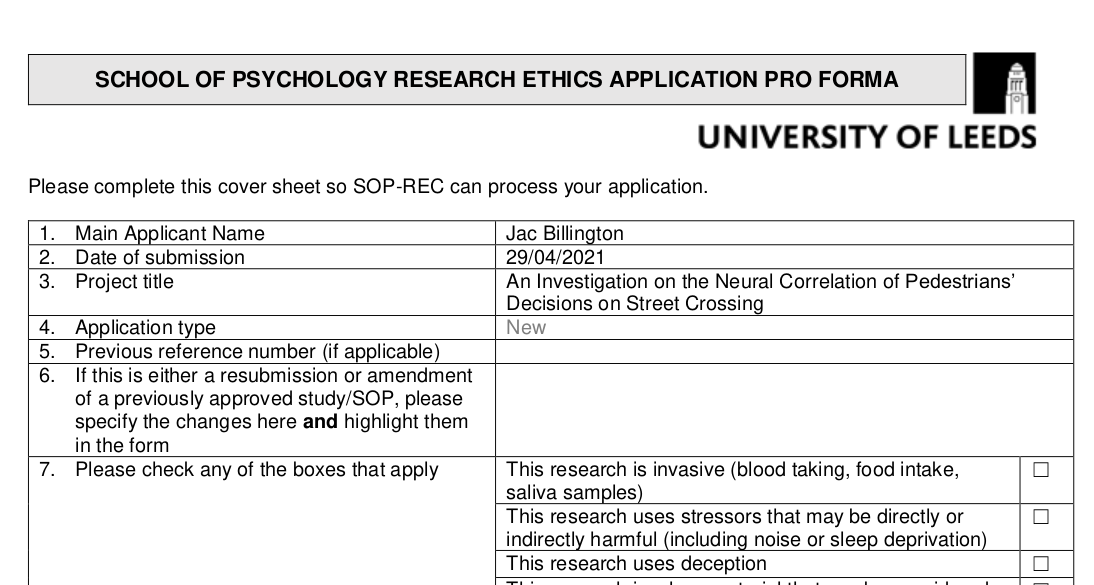 SCHOOL OF PSYCHOLOGY RESEARCH ETHICS APPLICATION PRO FORMA
UNIVERSITY OF LEEDS
Please complete this cover sheet so SOP-REC can process your application.
1. Main Applicant Name Jac Billington
2. Date of submission 29/04/2021
3. Project title An Investigation on the Neural Correlation of Pedestrians’
Decisions on Street Crossing
4. Application type New
5. Previous reference number (if applicable)
6. If this is either a resubmission or amendment
of a previously approved study/SOP, please
specify the changes here and highlight them
in the form
7. Please check any of the boxes that apply This research is invasive (blood taking, food intake, ☐
saliva samples)
This research uses stressors that may be directly or ☐
indirectly harmful (including noise or sleep deprivation)
This research uses deception ☐